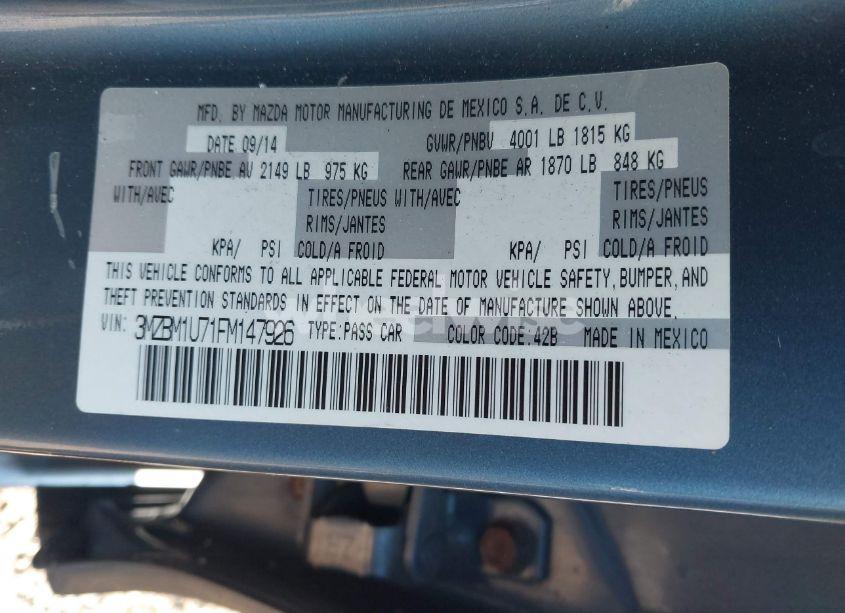 MFD. BY MAZDA MOTOR MANUFACTURING DE MEXICO S.A. DE C.V.
DATE 09/14 GVWR/PNBV 4001 LB 1815 KG
FRONT GAWR/PNBE AV 2149 LB 975 KG REAR GAWR/PNBE AR 1870 LB 848 KG
WITH/AVEC TIRES/PNEUS WITH/AVEC TIRES/PNEUS
RIMS/JANTES RIMS/JANTES
KPA/ PSI COLD/A FROID KPA/ PSI COLD/A FROID
THIS VEHICLE CONFORMS TO ALL APPLICABLE FEDERAL MOTOR VEHICLE SAFETY, BUMPER, AND
THEFT PREVENTION STANDARDS IN EFFECT ON THE DATE OF MANUFACTURE SHOWN ABOVE.
VIN: 3MZBM1U71FM147926 TYPE:PASS CAR COLOR CODE:42B MADE IN MEXICO